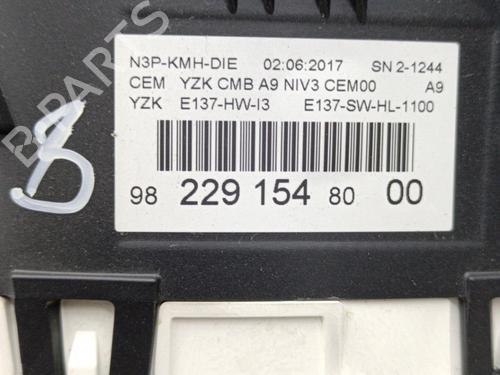 N3P-KMH-DIE 02:06:2017 SN 2-1244
CEM YZK CMB A9 NIV3 CEM00 A9
YZK E137-HW-I3 E137-SW-HL-1100
98 229 154 80 00
8
B-PARTS